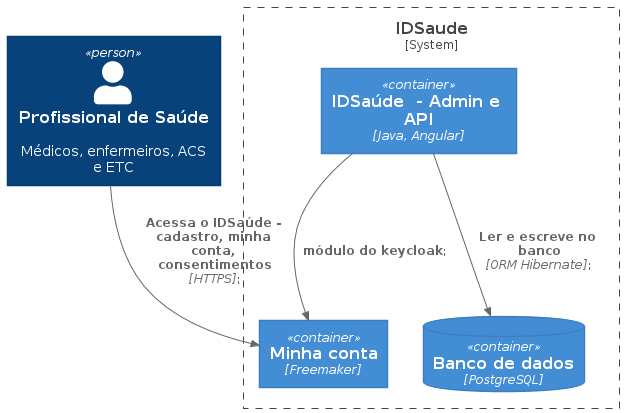 IDSaude
[System]
«person»
Profissional de Saúde
Médicos, enfermeiros, ACS
e ETC
«container»
IDSaúde - Admin e
API
[Java, Angular]
Acessa o IDSaúde -
cadastro, minha
conta,
consentimentos
[HTTPS];
módulo do keycloak;
Ler e escreve no
banco
[ORM Hibernate];
«container»
Minha conta
[Freemaker]
«container»
Banco de dados
[PostgreSQL]